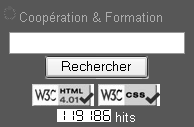 Coopération & Formation
Rechercher
W3C HTML 4.01 W3C css
119186 hits